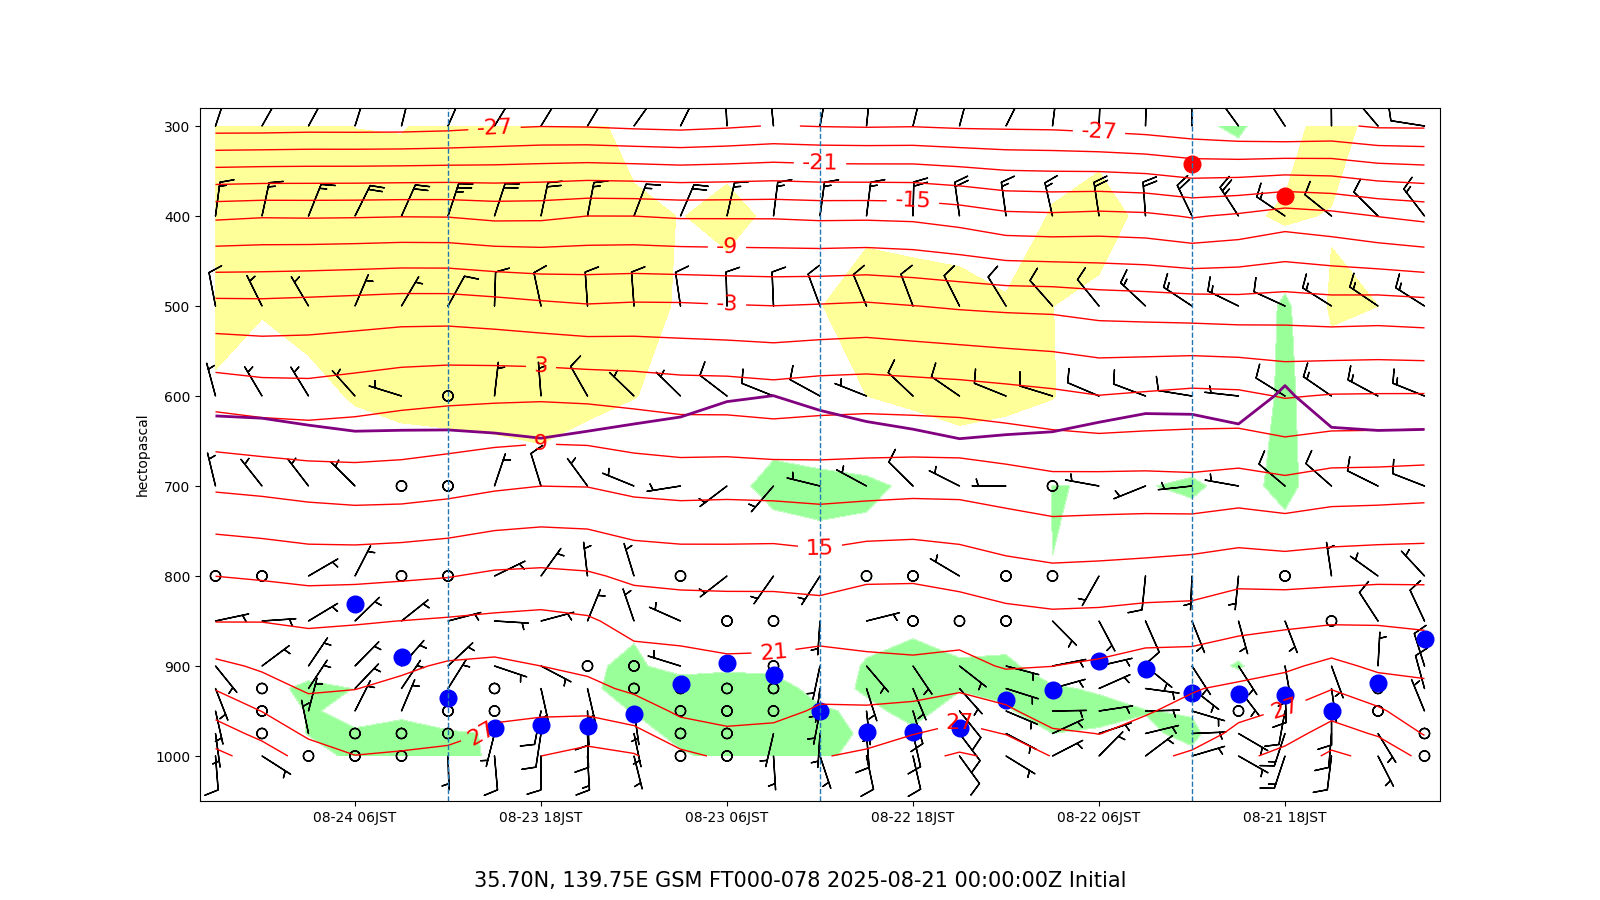 300
400
500
600
700
800
900
1000
hectopascal
-27
-27
-21
-15
-9
-3
3
9
15
21
27
27
27
08-24 06JST
08-23 18JST
08-23 06JST
08-22 18JST
08-22 06JST
08-21 18JST
35.70N, 139.75E GSM FT000-078 2025-08-21 00:00:00Z Initial